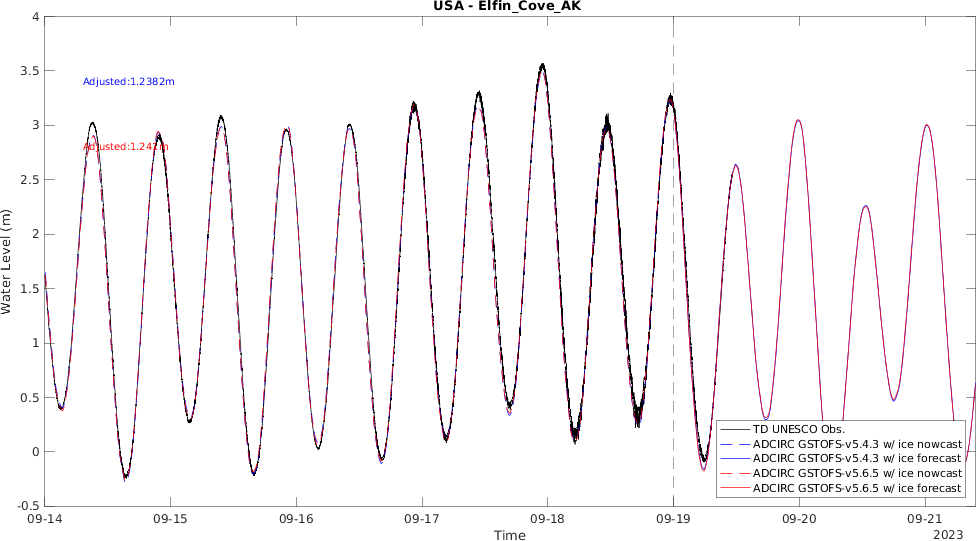 USA - Elfin_Cove_AK
4
3.5
3
2.5
2
1.5
1
0.5
0
-0.5
Water Level (m)
Adjusted:1.2382m
Adjusted:1.241m
TD UNESCO Obs.
ADCIRC GSTOFS-v5.4.3 w/ ice nowcast
ADCIRC GSTOFS-v5.4.3 w/ ice forecast
ADCIRC GSTOFS-v5.6.5 w/ ice nowcast
ADCIRC GSTOFS-v5.6.5 w/ ice forecast
09-14 09-15 09-16 09-17 09-18 09-19 09-20 09-21
Time
2023